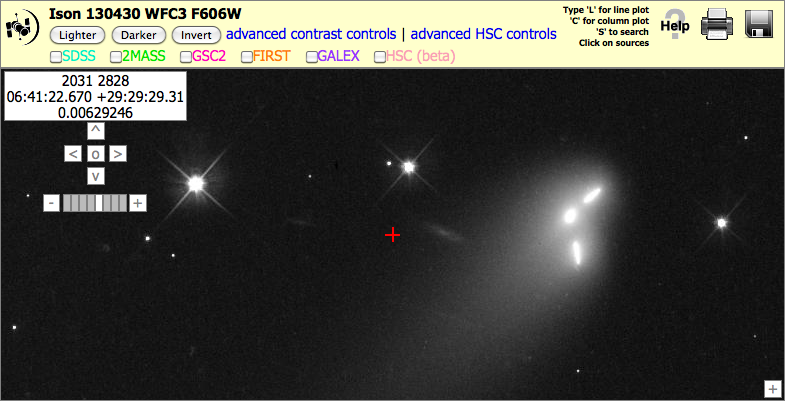 Ison 130430 WFC3 F606W
Lighter Darker Invert advanced contrast controls | advanced HSC controls
SDSS 2MASS GSC2 FIRST GALEX HSC (beta)
Type 'L' for line plot
'C' for column plot
'S' to search
Click on sources
Help
2031 2828
06:41:22.670 +29:29:29.31
0.00629246
^
< o >
v
- +
+